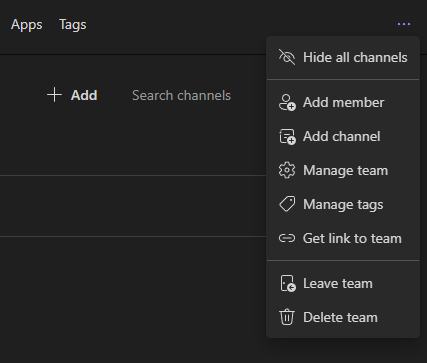 Apps Tags
Hide all channels
+ Add Search channels
Add member
Add channel
Manage team
Manage tags
Get link to team
Leave team
Delete team